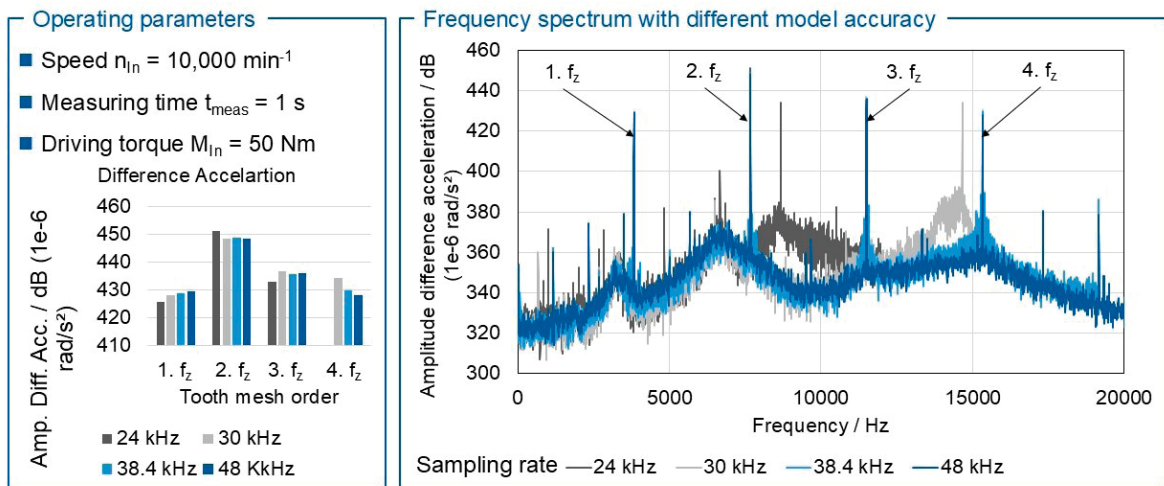 Operating parameters
Speed nIn = 10,000 min-1
Measuring time tmeas = 1 s
Driving torque MIn = 50 Nm
Difference Accelartion
Amp. Diff. Acc. / dB (1e-6
rad/s²)
460
450
440
430
420
410
1. fz 2. fz 3. fz 4. fz
Tooth mesh order
24 kHz 30 kHz
38.4 kHz 48 KkHz
Frequency spectrum with different model accuracy
Amplitude difference acceleration / dB
(1e-6 rad/s²)
460
440
420
400
380
360
340
320
300
1. fz 2. fz 3. fz 4. fz
0 5000 10000 15000 20000
Frequency / Hz
Sampling rate 24 kHz 30 kHz 38.4 kHz 48 kHz